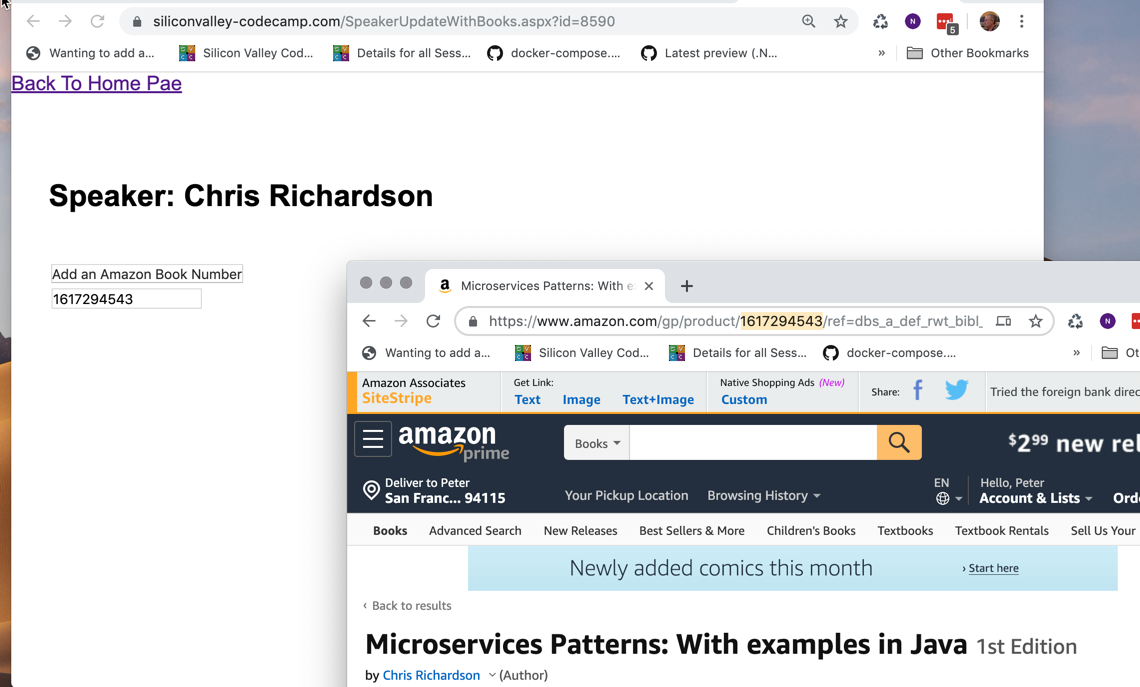 siliconvalley-codecamp.com/SpeakerUpdateWithBooks.aspx?id=8590
N
5
Wanting to add a...
Silicon Valley Cod...
Details for all Sess...
docker-compose....
Latest preview (.N...
»
Other Bookmarks
Back To Home Pae
Speaker: Chris Richardson
Add an Amazon Book Number
1617294543
a
Microservices Patterns: With e
https://www.amazon.com/gp/product/1617294543/ref=dbs_a_def_rwt_bibl_
N
Wanting to add a...
Silicon Valley Cod...
Details for all Sess...
docker-compose....
»
Ot
Amazon Associates
SiteStripe
Get Link:
Text Image Text+Image
Native Shopping Ads (New)
Custom
Share:
Tried the foreign bank direc
amazon
prime
Books
$2.99 new rel
Deliver to Peter
San Franc... 94115
Your Pickup Location
Browsing History
EN
Hello, Peter
Account & Lists
Orde
Books Advanced Search New Releases Best Sellers & More Children's Books Textbooks Textbook Rentals Sell Us Your
Newly added comics this month
› Start here
‹ Back to results
Microservices Patterns: With examples in Java 1st Edition
by Chris Richardson (Author)